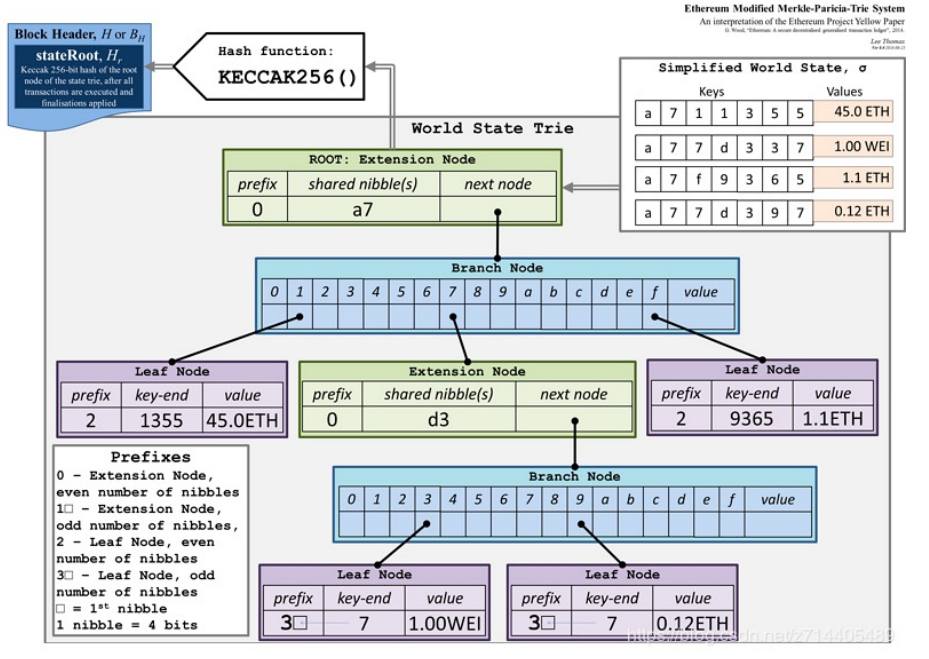 Ethereum Modified Merkle-Paricia-Trie System
An interpretation of the Ethereum Project Yellow Paper
G. Wood, "Ethereum: A secure decentralised generalised transaction ledger", 2014.
Lee Thomas
Block Header, H or B_H
stateRoot, H_r
Keccak 256-bit hash of the root
node of the state trie, after all
transactions are executed and
finalisations applied
Hash function:
KECCAK256()
Simplified World State, σ
Keys Values
a 7 1 1 3 5 5 45.0 ETH
a 7 7 d 3 3 7 1.00 WEI
a 7 f 9 3 6 5 1.1 ETH
a 7 7 d 3 9 7 0.12 ETH
World State Trie
ROOT: Extension Node
prefix shared nibble(s) next node
0 a7
Branch Node
0 1 2 3 4 5 6 7 8 9 a b c d e f value
Leaf Node
prefix key-end value
2 1355 45.0ETH
Extension Node
prefix shared nibble(s) next node
0 d3
Leaf Node
prefix key-end value
2 9365 1.1ETH
Branch Node
0 1 2 3 4 5 6 7 8 9 a b c d e f value
Prefixes
0 – Extension Node,
even number of nibbles
1□ – Extension Node,
odd number of nibbles,
2 – Leaf Node, even
number of nibbles
3□ – Leaf Node, odd
number of nibbles
□ = 1st nibble
1 nibble = 4 bits
Leaf Node
prefix key-end value
3□ 7 1.00WEI
Leaf Node
prefix key-end value
3□ 7 0.12ETH
https://blog.csdn.net/z714405489